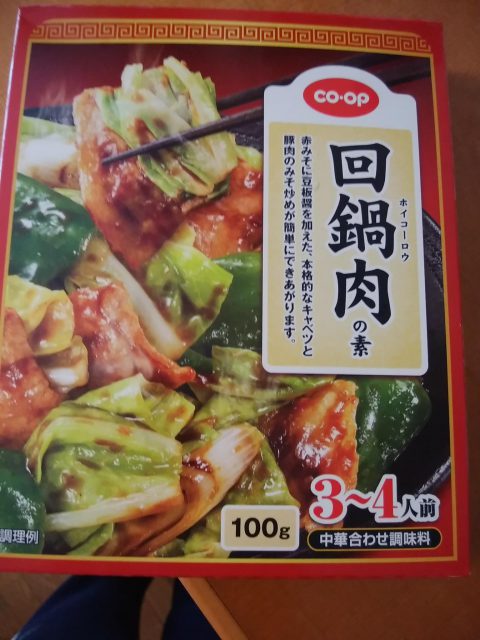 co·op
回鍋肉の素
ホイコーロウ
赤みそに豆板醤を加えた、本格的なキャベツと
豚肉のみそ炒めが簡単にできあがります。
3〜4人前
100g
中華合わせ調味料
調理例